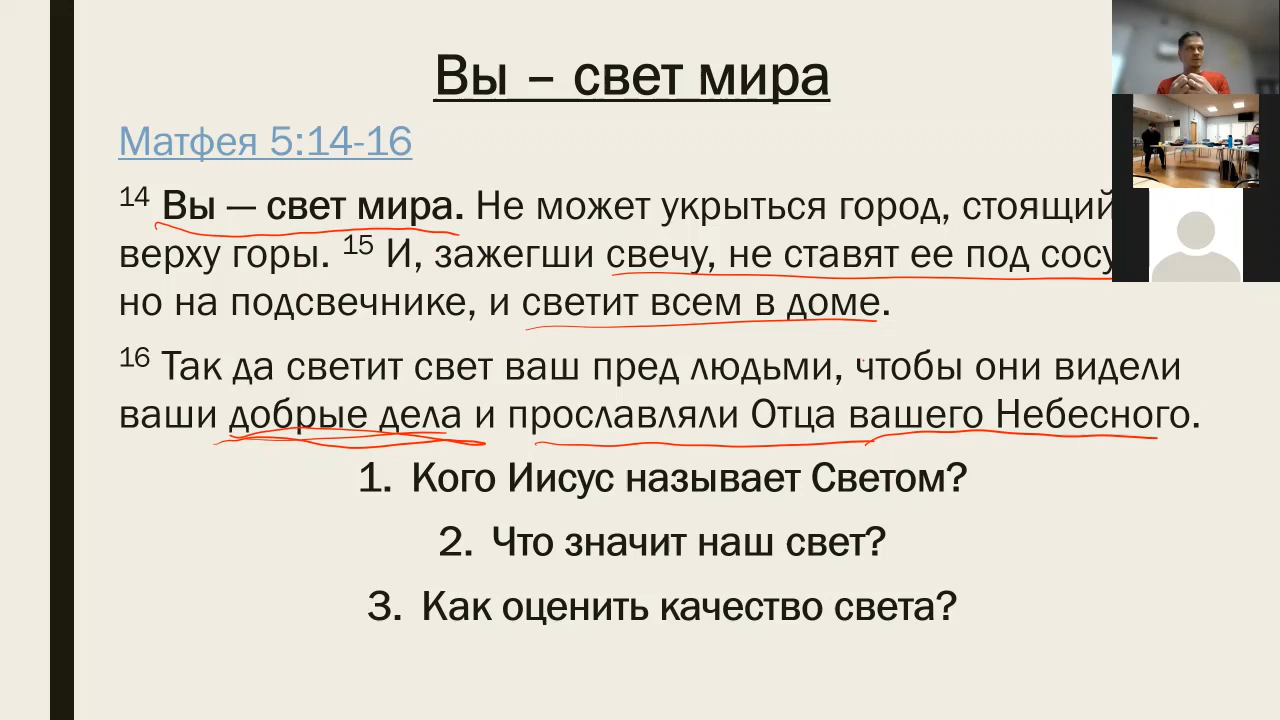 Вы – свет мира
Матфея 5:14-16
14 Вы — свет мира. Не может укрыться город, стоящий
верху горы. 15 И, зажегши свечу, не ставят ее под
но на подсвечнике, и светит всем в доме.
16 Так да светит свет ваш пред людьми, чтобы они видели
ваши добрые дела и прославляли Отца вашего Небесного.
1. Кого Иисус называет Светом?
2. Что значит наш свет?
3. Как оценить качество света?